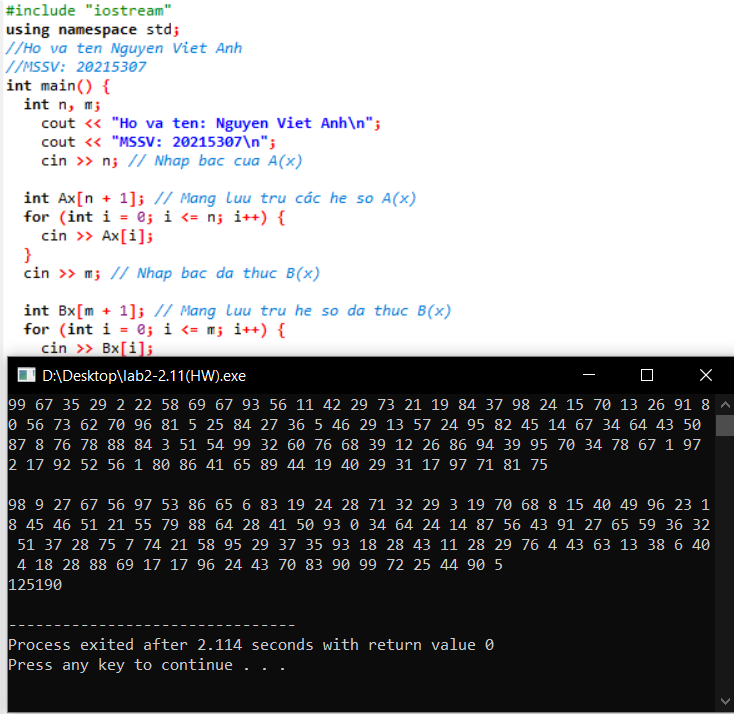 #include "iostream"
using namespace std;
//Ho va ten Nguyen Viet Anh
//MSSV: 20215307
int main() {
int n, m;
cout << "Ho va ten: Nguyen Viet Anh\n";
cout << "MSSV: 20215307\n";
cin >> n; // Nhap bac cua A(x)
int Ax[n + 1]; // Mang luu tru các he so A(x)
for (int i = 0; i <= n; i++) {
cin >> Ax[i];
}
cin >> m; // Nhap bac da thuc B(x)
int Bx[m + 1]; // Mang luu tru he so da thuc B(x)
for (int i = 0; i <= m; i++) {
cin >> Bx[i];
D:\Desktop\lab2-2.11(HW).exe
99 67 35 29 2 22 58 69 67 93 56 11 42 29 73 21 19 84 37 98 24 15 70 13 26 91 8
0 56 73 62 70 96 81 5 25 84 27 36 5 46 29 13 57 24 95 82 45 14 67 34 64 43 50
87 8 76 78 88 84 3 51 54 99 32 60 76 68 39 12 26 86 94 39 95 70 34 78 67 1 97
2 17 92 52 56 1 80 86 41 65 89 44 19 40 29 31 17 97 71 81 75
98 9 27 67 56 97 53 86 65 6 83 19 24 28 71 32 29 3 19 70 68 8 15 40 49 96 23 1
8 45 46 51 21 55 79 88 64 28 41 50 93 0 34 64 24 14 87 56 43 91 27 65 59 36 32
51 37 28 75 7 74 21 58 95 29 37 35 93 18 28 43 11 28 29 76 4 43 63 13 38 6 40
4 18 28 88 69 17 17 96 24 43 70 83 90 99 72 25 44 90 5
125190
--------------------------------
Process exited after 2.114 seconds with return value 0
Press any key to continue . . .